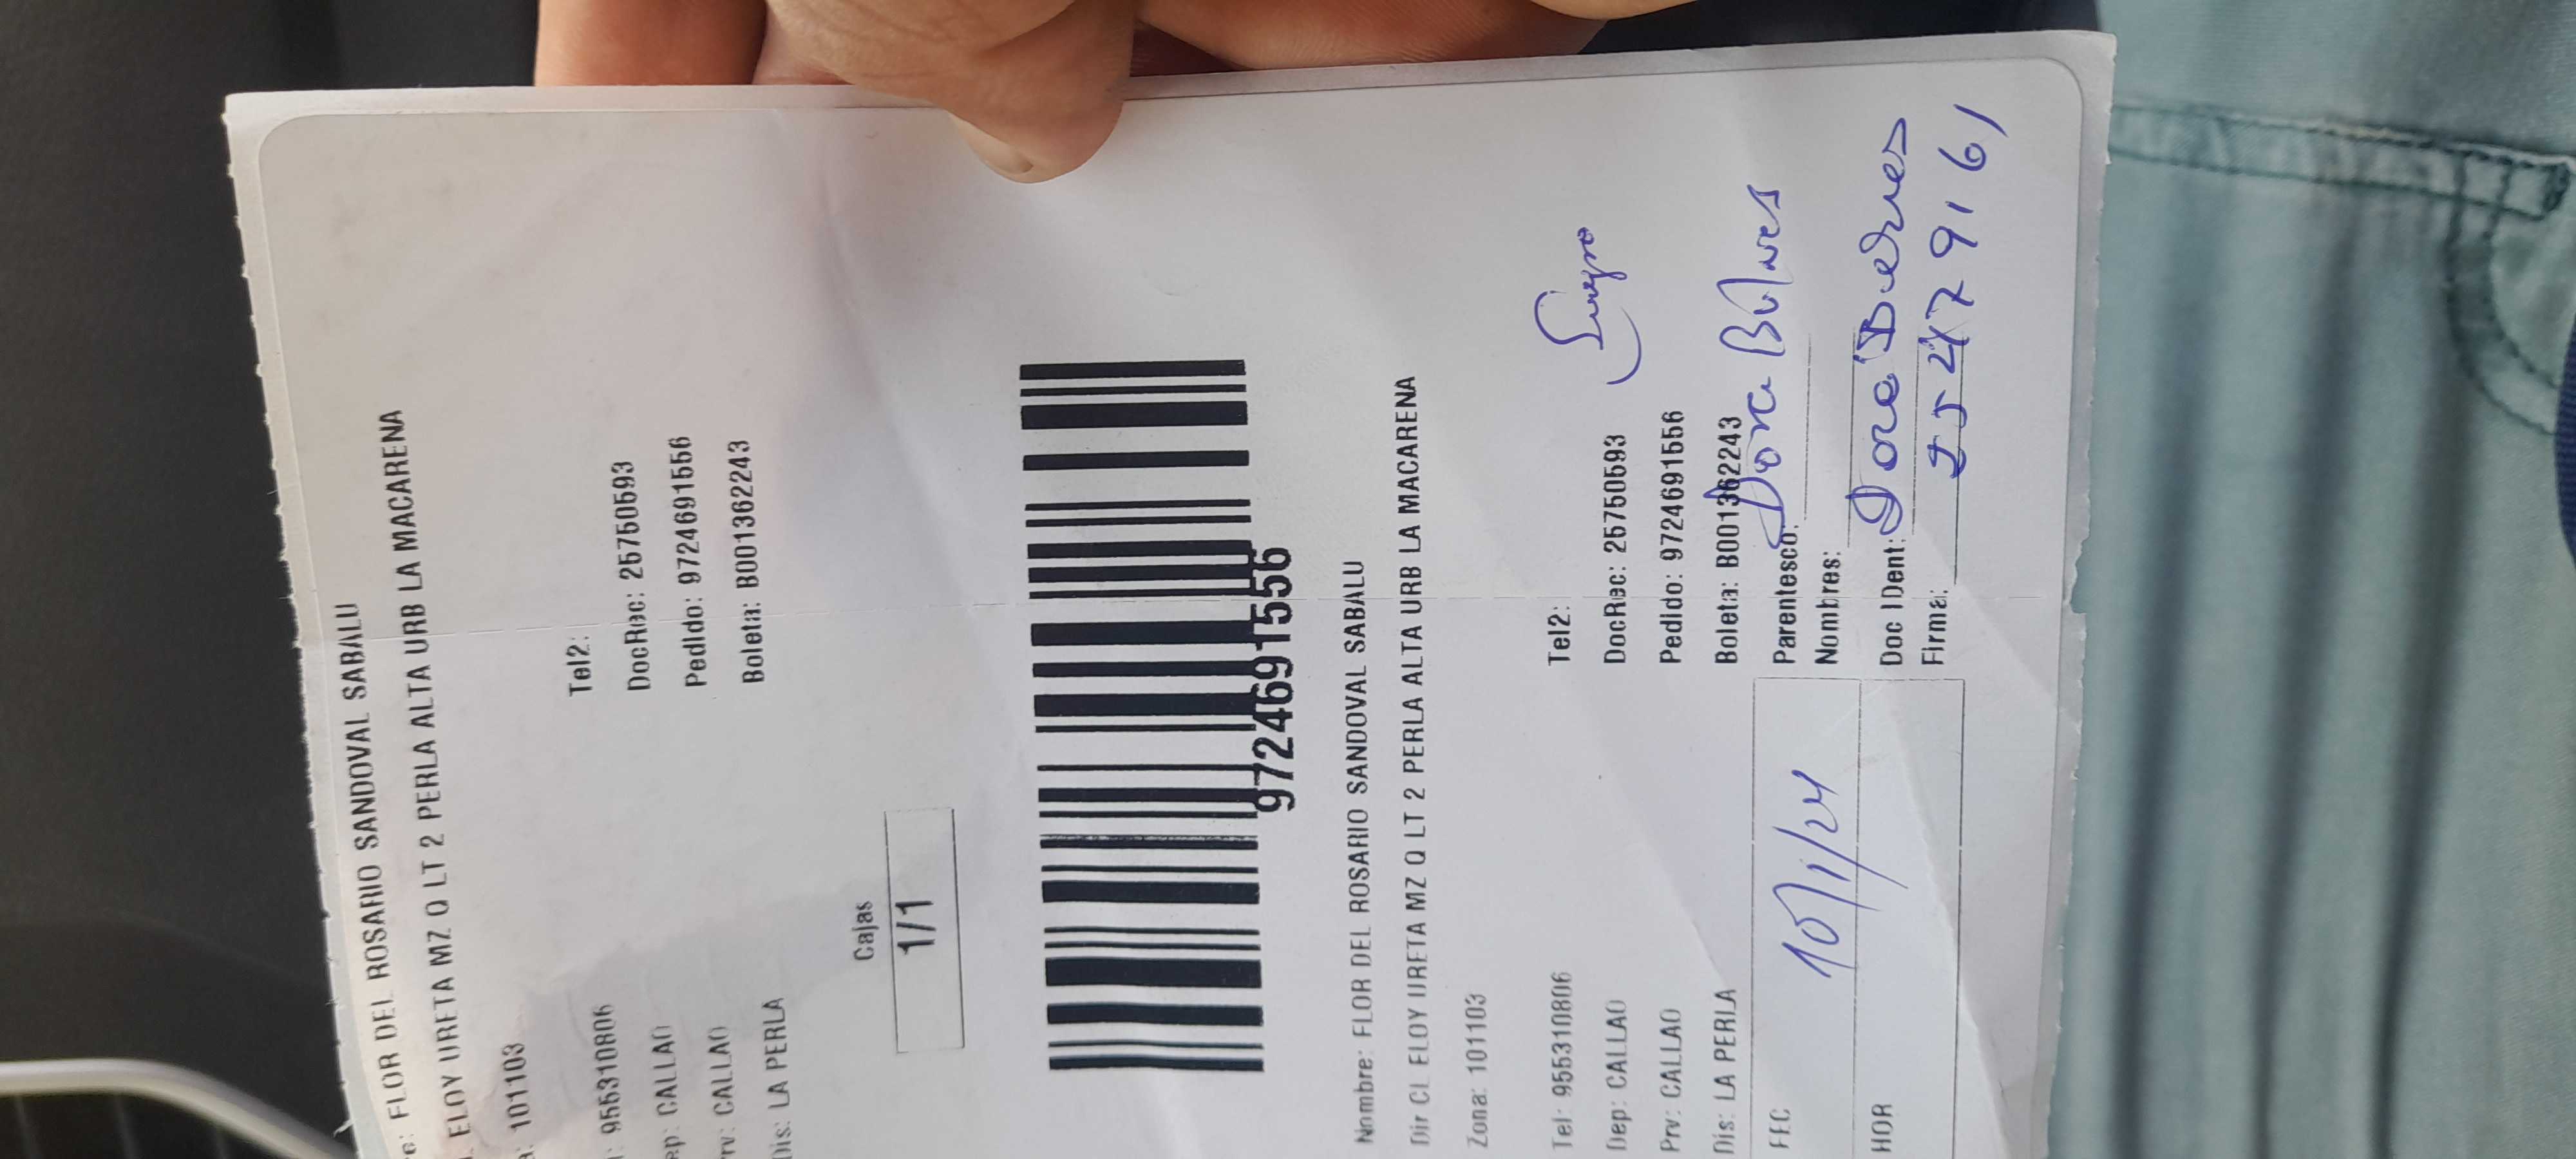 e: FLOR DEL ROSARIO SANDOVAL SABALU
. ELOY URETA MZ Q LT 2 PERLA ALTA URB LA MACARENA
a: 101103
: 955310806 Tel2:
ep: CALLAO DocRec: 25750593
rv: CALLAO Pedido: 9724691556
Dis: LA PERLA Boleta: B001362243
Cajas
1/1
9724691556
Nombre: FLOR DEL ROSARIO SANDOVAL SABALU
Dir CL ELOY URETA MZ Q LT 2 PERLA ALTA URB LA MACARENA
Zona: 101103
Tel: 955310806 Tel2:
Dep: CALLAO DocRec: 25750593
Prv: CALLAO Pedido: 9724691556
Dis: LA PERLA Boleta: B001362243
FEC 10/1/24 Parentesco: Dora
Nombres:
HOR Doc IDent:
Firma: